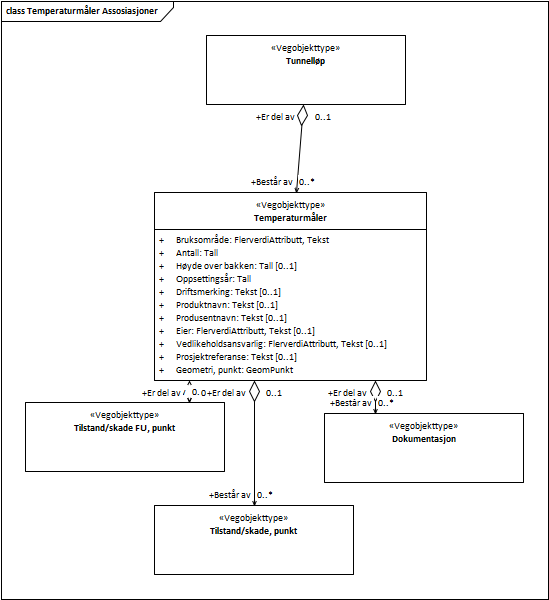 class Temperaturmåler Assosiasjoner
«Vegobjekttype»
Tunnelløp
+Er del av 0..1
+Består av 0..*
«Vegobjekttype»
Temperaturmåler
+ Bruksområde: FlerverdiAttributt, Tekst
+ Antall: Tall
+ Høyde over bakken: Tall [0..1]
+ Oppsettingsår: Tall
+ Driftsmerking: Tekst [0..1]
+ Produktnavn: Tekst [0..1]
+ Produsentnavn: Tekst [0..1]
+ Eier: FlerverdiAttributt, Tekst [0..1]
+ Vedlikeholdsansvarlig: FlerverdiAttributt, Tekst [0..1]
+ Prosjektreferanse: Tekst [0..1]
+ Geometri, punkt: GeomPunkt
+Er del av 0..0+Er del av 0..1 +Er del av 0..1
+Består av 0..*
«Vegobjekttype»
Tilstand/skade FU, punkt
«Vegobjekttype»
Dokumentasjon
+Består av 0..*
«Vegobjekttype»
Tilstand/skade, punkt